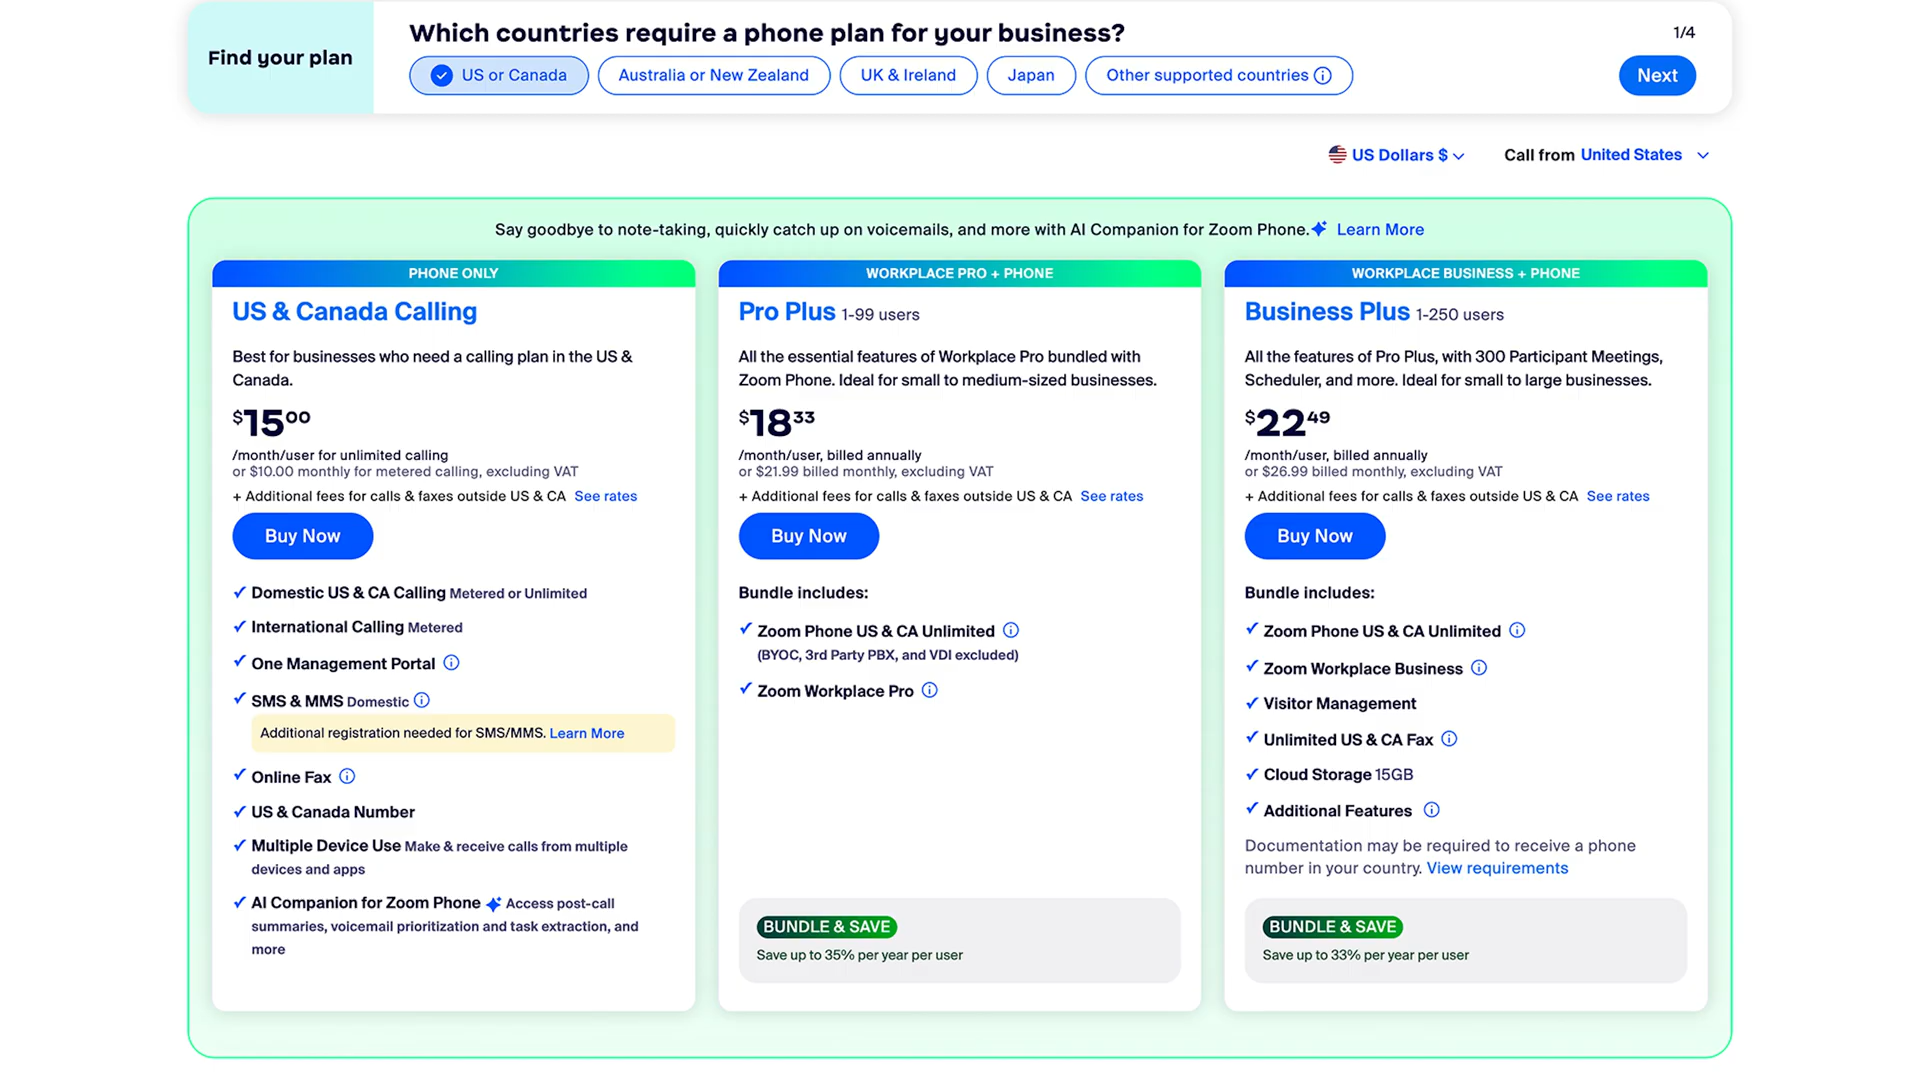 Find your plan
Which countries require a phone plan for your business?
1/4
US or Canada
Australia or New Zealand
UK & Ireland
Japan
Other supported countries
Next
US Dollars $
Call from United States
Say goodbye to note-taking, quickly catch up on voicemails, and more with AI Companion for Zoom Phone. Learn More
PHONE ONLY
US & Canada Calling
Best for businesses who need a calling plan in the US &
Canada.
$1500
/month/user for unlimited calling
or $10.00 monthly for metered calling, excluding VAT
+ Additional fees for calls & faxes outside US & CA See rates
Buy Now
Domestic US & CA Calling Metered or Unlimited
International Calling Metered
One Management Portal
SMS & MMS Domestic
Additional registration needed for SMS/MMS. Learn More
Online Fax
US & Canada Number
Multiple Device Use Make & receive calls from multiple
devices and apps
AI Companion for Zoom Phone Access post-call
summaries, voicemail prioritization and task extraction, and
more
WORKPLACE PRO + PHONE
Pro Plus 1-99 users
All the essential features of Workplace Pro bundled with
Zoom Phone. Ideal for small to medium-sized businesses.
$1833
/month/user, billed annually
or $21.99 billed monthly, excluding VAT
+ Additional fees for calls & faxes outside US & CA See rates
Buy Now
Bundle includes:
Zoom Phone US & CA Unlimited
(BYOC, 3rd Party PBX, and VDI excluded)
Zoom Workplace Pro
BUNDLE & SAVE
Save up to 35% per year per user
WORKPLACE BUSINESS + PHONE
Business Plus 1-250 users
All the features of Pro Plus, with 300 Participant Meetings,
Scheduler, and more. Ideal for small to large businesses.
$2249
/month/user, billed annually
or $26.99 billed monthly, excluding VAT
+ Additional fees for calls & faxes outside US & CA See rates
Buy Now
Bundle includes:
Zoom Phone US & CA Unlimited
Zoom Workplace Business
Visitor Management
Unlimited US & CA Fax
Cloud Storage 15GB
Additional Features
Documentation may be required to receive a phone
number in your country. View requirements
BUNDLE & SAVE
Save up to 33% per year per user